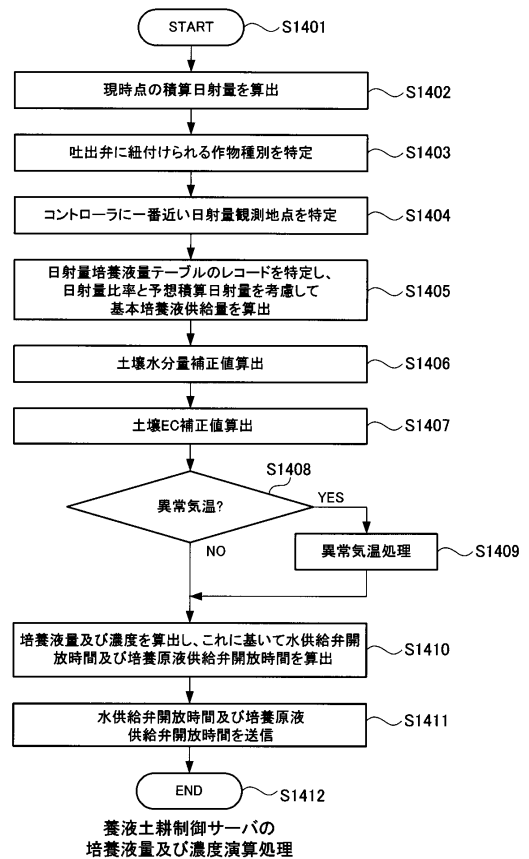 START
S1401
現時点の積算日射量を算出
S1402
吐出弁に紐付けられる作物種別を特定
S1403
コントローラに一番近い日射量観測地点を特定
S1404
日射量培養液量テーブルのレコードを特定し、
日射量比率と予想積算日射量を考慮して
基本培養液供給量を算出
S1405
土壌水分量補正値算出
S1406
土壌EC補正値算出
S1407
異常気温?
S1408
YES
NO
異常気温処理
S1409
培養液量及び濃度を算出し、これに基いて水供給弁開
放時間及び培養原液供給弁開放時間を算出
S1410
水供給弁開放時間及び培養原液
供給弁開放時間を送信
S1411
END
S1412
養液土耕制御サーバの
培養液量及び濃度演算処理